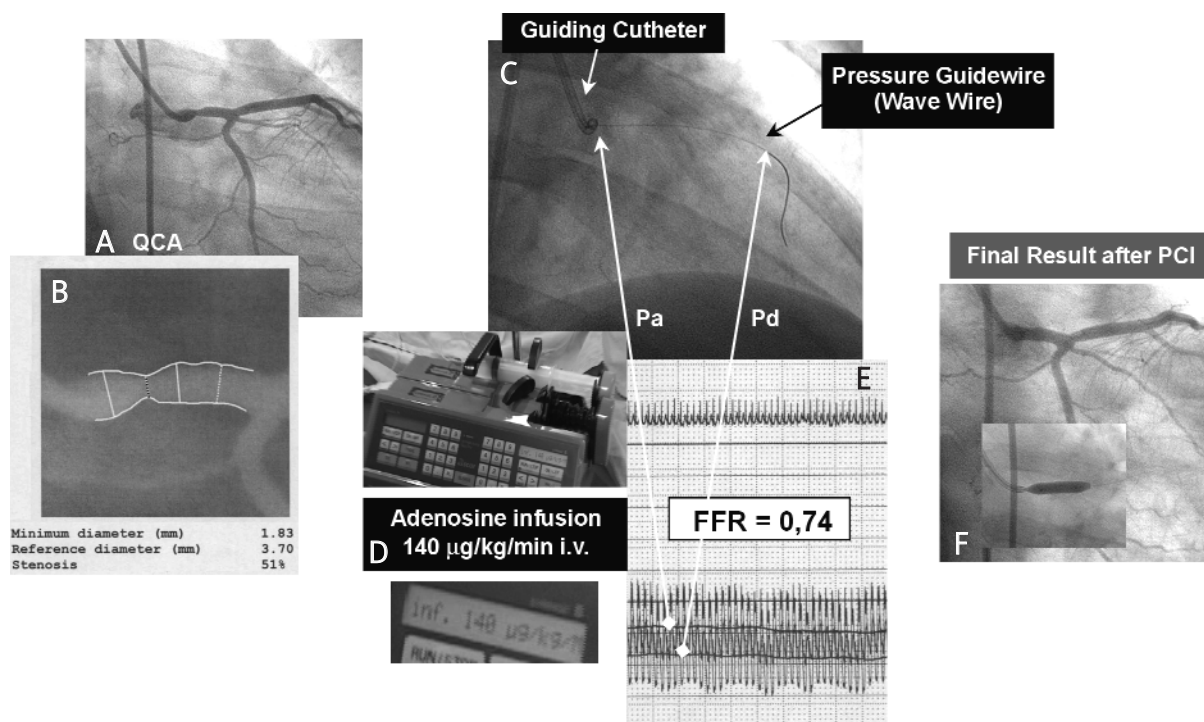 Guiding Cutheter
C
Pressure Guidewire
(Wave Wire)
A
QCA
B
Minimum diameter (mm) 1.83
Reference diameter (mm) 3.70
Stenosis 51%
Pa
Pd
Adenosine infusion
140 µg/kg/min i.v.
D
inf. 140 µg/kg/
RUN/STOP
E
FFR = 0,74
Final Result after PCI
F